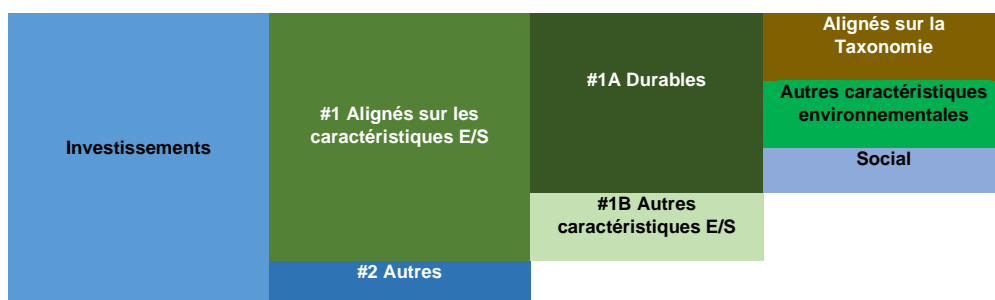 Investissements
#1 Alignés sur les
caractéristiques E/S
#2 Autres
#1A Durables
#1B Autres
caractéristiques E/S
Alignés sur la
Taxonomie
Autres caractéristiques
environnementales
Social